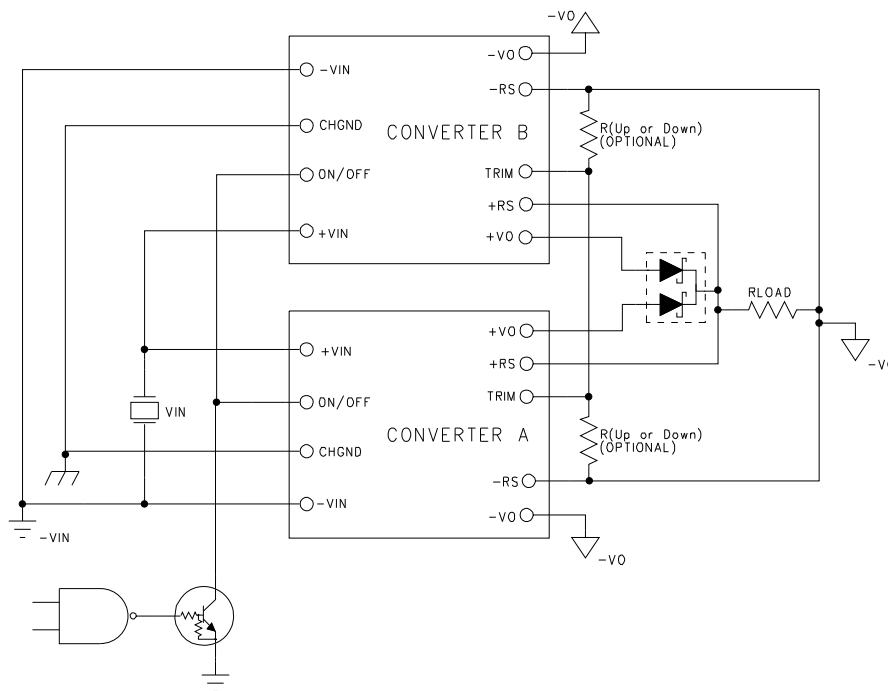 -VO
-VIN
-VO
-RS
CHGND
CONVERTER B
R(Up or Down)
(OPTIONAL)
ON/OFF
TRIM
+RS
+VIN
+VO
RLOAD
+VO
+VIN
+RS
-VO
ON/OFF
TRIM
VIN
CONVERTER A
R(Up or Down)
(OPTIONAL)
CHGND
-RS
-VIN
-VO
-VIN
-VO